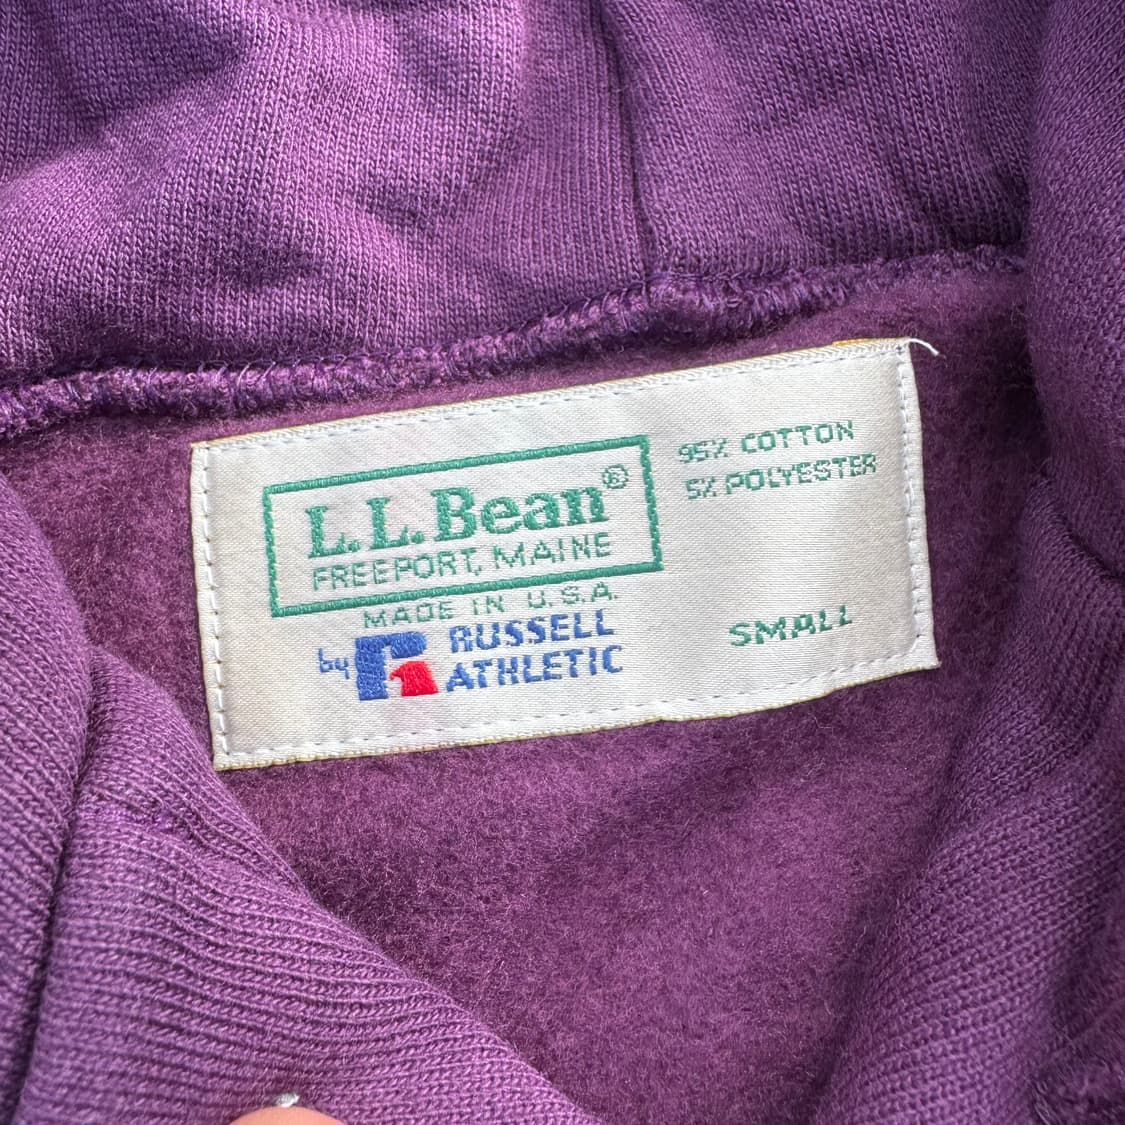 L.L.Bean®
FREEPORT, MAINE
MADE IN U.S.A.
by RUSSELL
ATHLETIC
95% COTTON
5% POLYESTER
SMALL